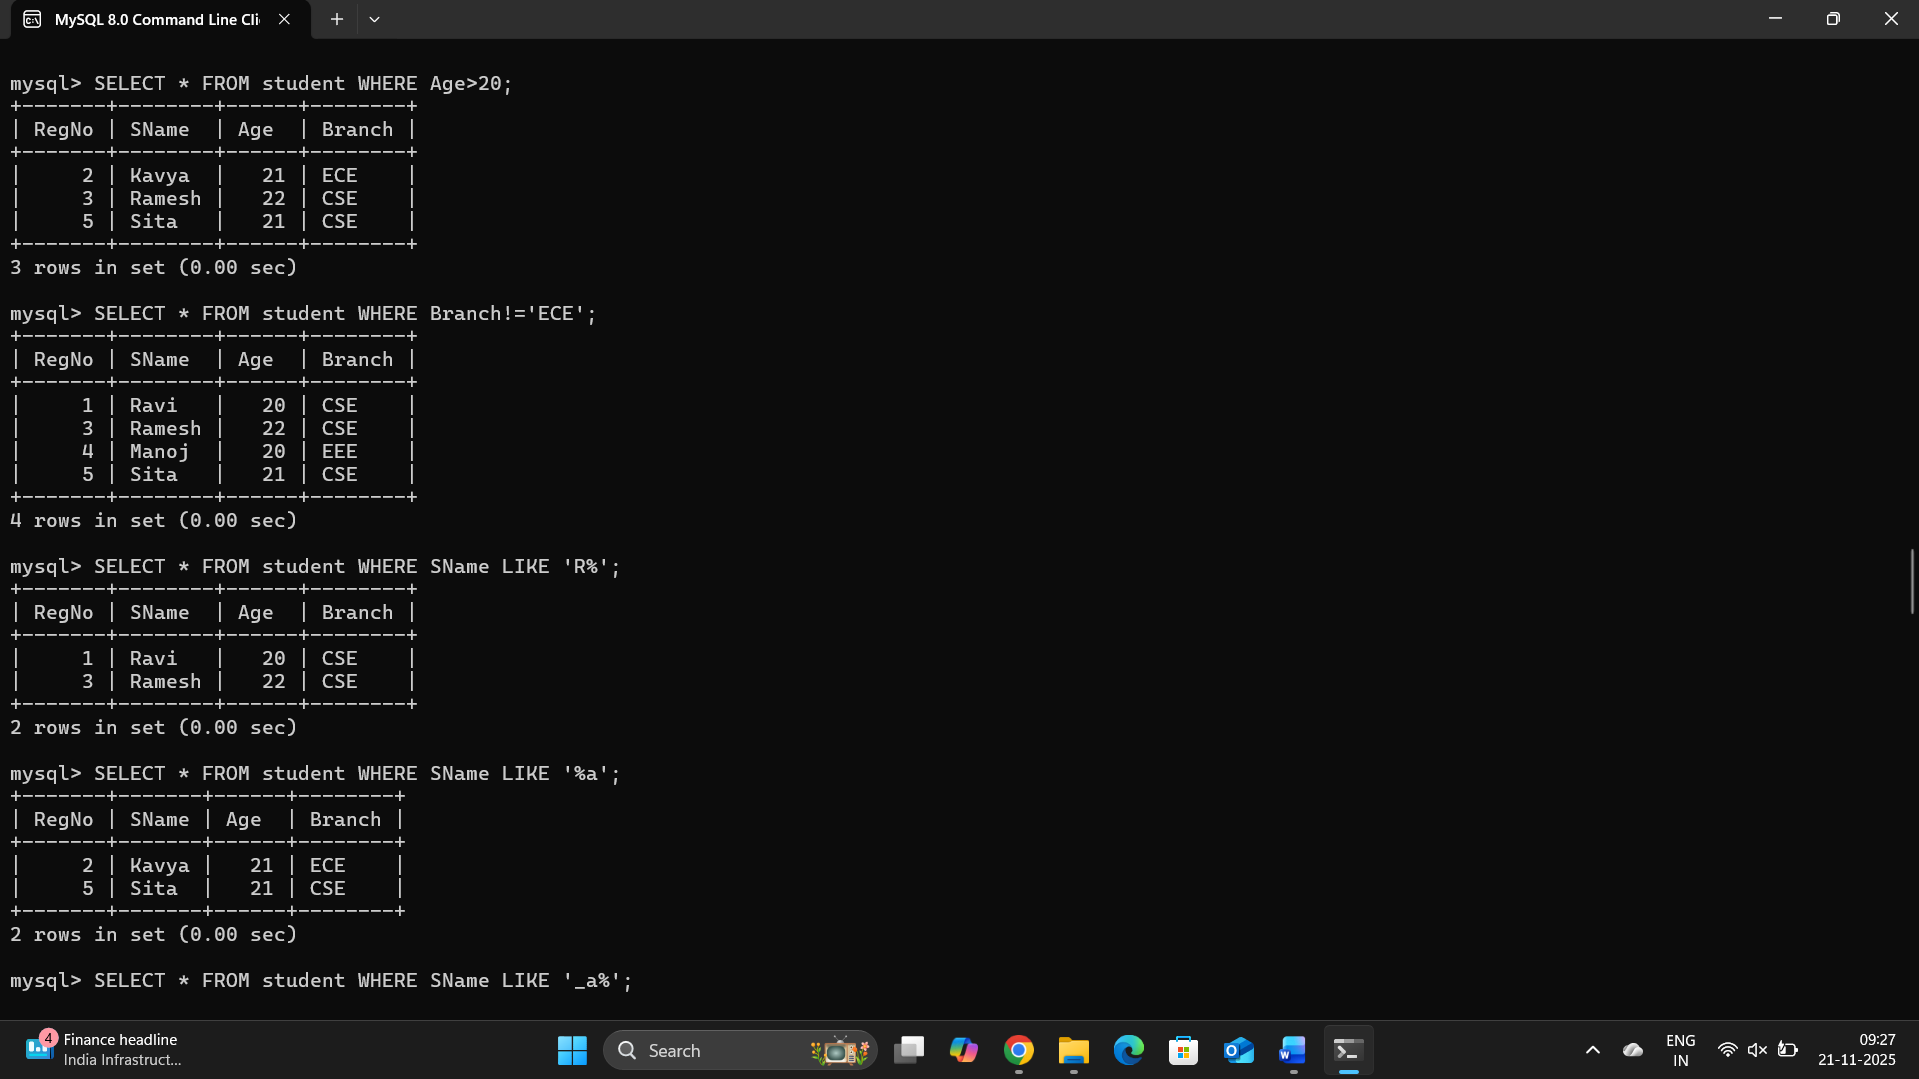 MySQL 8.0 Command Line Cli
mysql> SELECT * FROM student WHERE Age>20;
+-------+--------+------+--------+
| RegNo | SName  | Age  | Branch |
+-------+--------+------+--------+
|     2 | Kavya  |   21 | ECE    |
|     3 | Ramesh |   22 | CSE    |
|     5 | Sita   |   21 | CSE    |
+-------+--------+------+--------+
3 rows in set (0.00 sec)
mysql> SELECT * FROM student WHERE Branch!='ECE';
+-------+--------+------+--------+
| RegNo | SName  | Age  | Branch |
+-------+--------+------+--------+
|     1 | Ravi   |   20 | CSE    |
|     3 | Ramesh |   22 | CSE    |
|     4 | Manoj  |   20 | EEE    |
|     5 | Sita   |   21 | CSE    |
+-------+--------+------+--------+
4 rows in set (0.00 sec)
mysql> SELECT * FROM student WHERE SName LIKE 'R%';
+-------+--------+------+--------+
| RegNo | SName  | Age  | Branch |
+-------+--------+------+--------+
|     1 | Ravi   |   20 | CSE    |
|     3 | Ramesh |   22 | CSE    |
+-------+--------+------+--------+
2 rows in set (0.00 sec)
mysql> SELECT * FROM student WHERE SName LIKE '%a';
+-------+-------+------+--------+
| RegNo | SName | Age  | Branch |
+-------+-------+------+--------+
|     2 | Kavya |   21 | ECE    |
|     5 | Sita  |   21 | CSE    |
+-------+-------+------+--------+
2 rows in set (0.00 sec)
mysql> SELECT * FROM student WHERE SName LIKE '_a%';
4
Finance headline
India Infrastruct...
Search
ENG
IN
09:27
21-11-2025